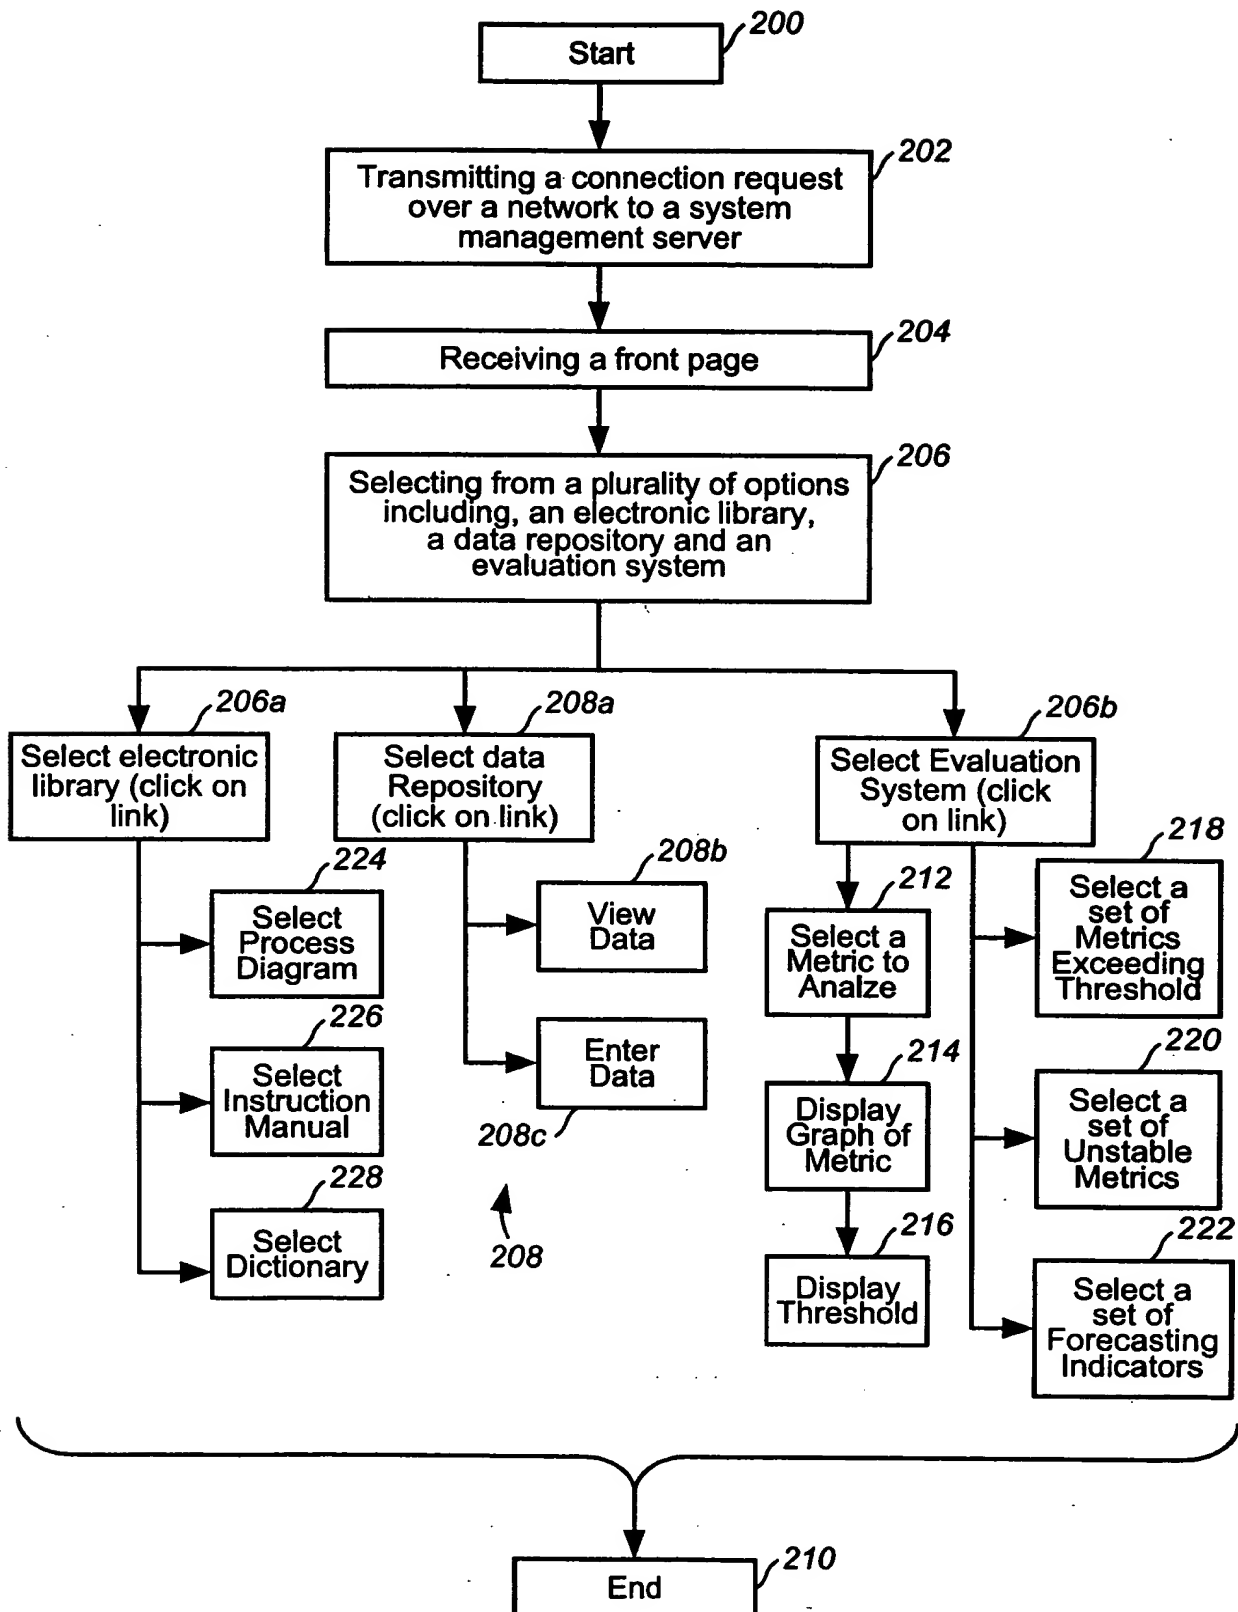 200
Start
202
Transmitting a connection request
over a network to a system
management server
204
Receiving a front page
206
Selecting from a plurality of options
including, an electronic library,
a data repository and an
evaluation system
206a
Select electronic
library (click on
link)
208a
Select data
Repository
(click on link)
206b
Select Evaluation
System (click
on link)
224
Select
Process
Diagram
226
Select
Instruction
Manual
228
Select
Dictionary
208b
View
Data
Enter
Data
208c
208
212
Select a
Metric to
Analze
214
Display
Graph of
Metric
216
Display
Threshold
218
Select a
set of
Metrics
Exceeding
Threshold
220
Select a
set of
Unstable
Metrics
222
Select a
set of
Forecasting
Indicators
210
End